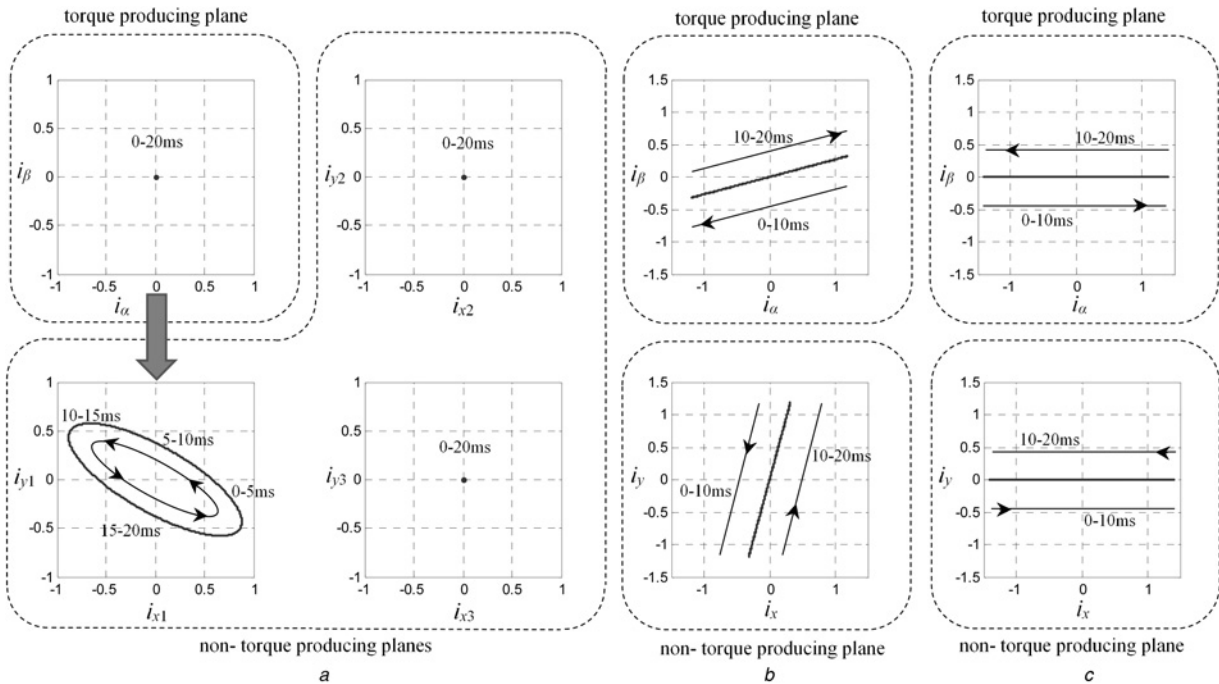 torque producing plane
1
0.5
0
-0.5
-1
-1 -0.5 0 0.5 1
iβ
iα
0-20ms
1
0.5
0
-0.5
-1
-1 -0.5 0 0.5 1
iy2
ix2
0-20ms
1
0.5
0
-0.5
-1
-1 -0.5 0 0.5 1
iy1
ix1
10-15ms
5-10ms
0-5ms
15-20ms
1
0.5
0
-0.5
-1
-1 -0.5 0 0.5 1
iy3
ix3
0-20ms
non- torque producing planes
a
torque producing plane
1.5
1
0.5
0
-0.5
-1
-1.5
-1 0 1
iβ
iα
10-20ms
0-10ms
1.5
1
0.5
0
-0.5
-1
-1.5
-1 0 1
iy
ix
0-10ms
10-20ms
non- torque producing plane
b
torque producing plane
1.5
1
0.5
0
-0.5
-1
-1.5
-1 0 1
iβ
iα
10-20ms
0-10ms
1.5
1
0.5
0
-0.5
-1
-1.5
-1 0 1
iy
ix
10-20ms
0-10ms
non- torque producing plane
c